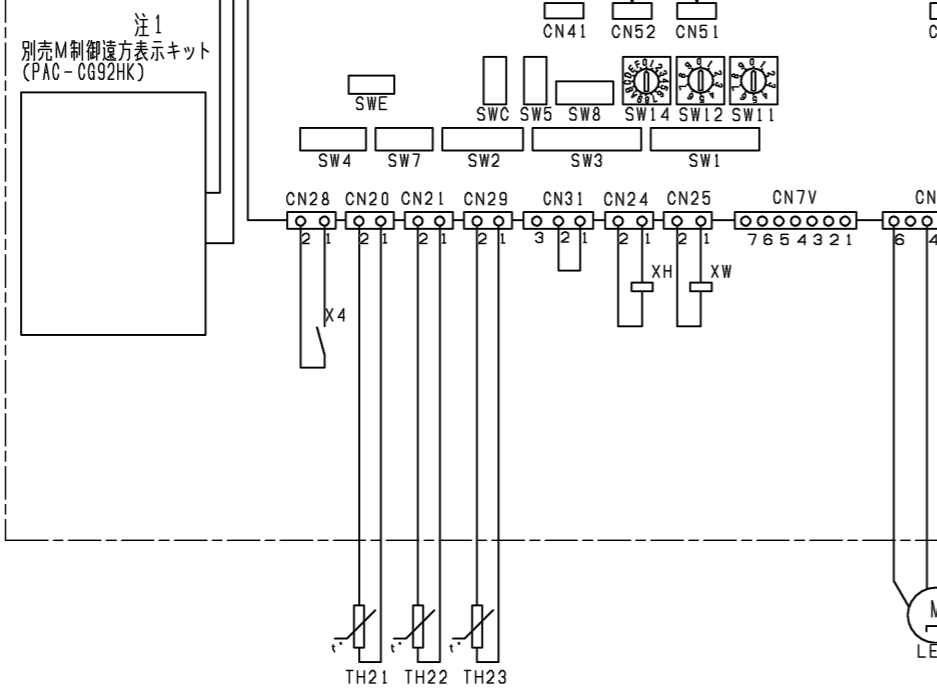 注1
別売M制御遠方表示キット
(PAC-CG92HK)
CN41 CN52 CN51
SWE
SWC SW5 SW8 SW14 SW12 SW11
SW4 SW7 SW2 SW3 SW1
CN28 CN20 CN21 CN29 CN31 CN24 CN25 CN7V CN
2 1 2 1 2 1 2 1 3 2 1 2 1 2 1 7 6 5 4 3 2 1 6 4
XH XW
X4
t° t° t°
M
LE
TH21 TH22 TH23